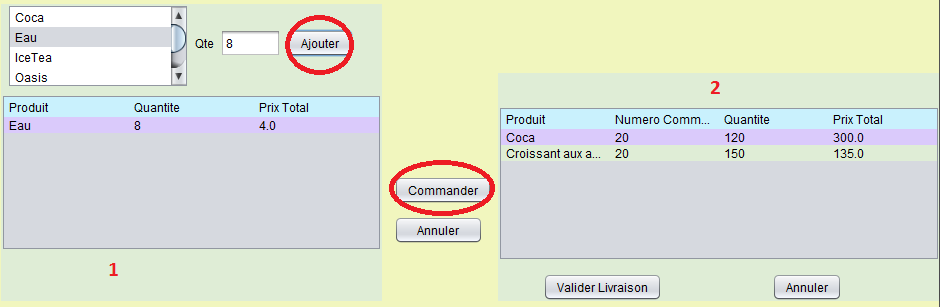 Coca
Eau
IceTea
Oasis
Qte 8 Ajouter
Produit Quantite Prix Total
Eau 8 4.0
1
Commander
Annuler
2
Produit Numero Comm... Quantite Prix Total
Coca 20 120 300.0
Croissant aux a... 20 150 135.0
Valider Livraison Annuler